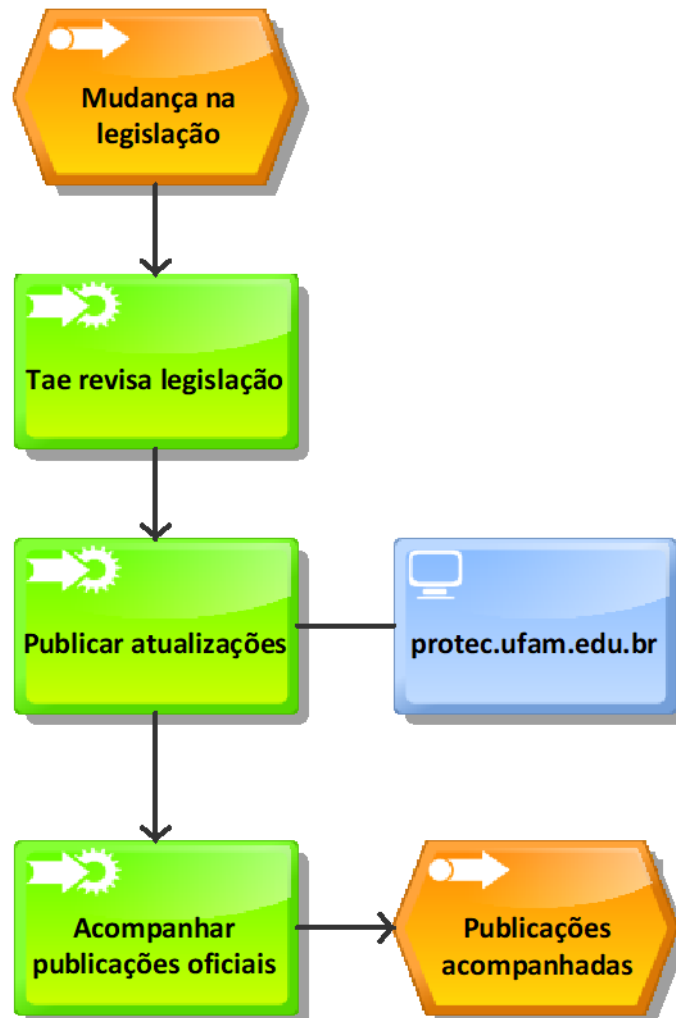 Mudança na
legislação
Tae revisa legislação
Publicar atualizações
protec.ufam.edu.br
Acompanhar
publicações oficiais
Publicações
acompanhadas